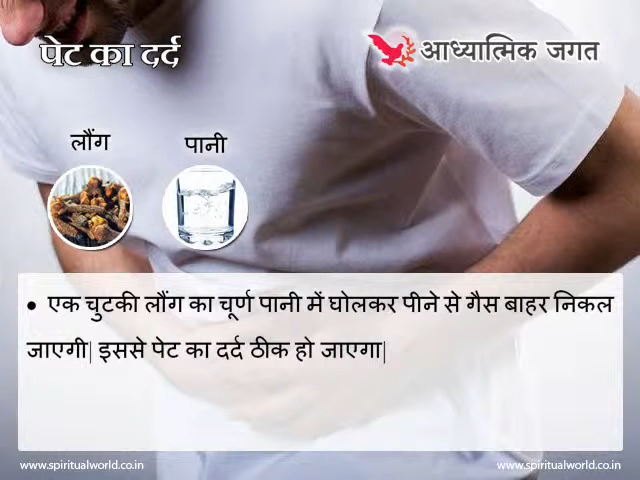 पेट का दर्द
आध्यात्मिक जगत
लौंग
पानी
• एक चुटकी लौंग का चूर्ण पानी में घोलकर पीने से गैस बाहर निकल
जाएगी| इससे पेट का दर्द ठीक हो जाएगा|
www.spiritualworld.co.in
www.spiritualworld.co.in